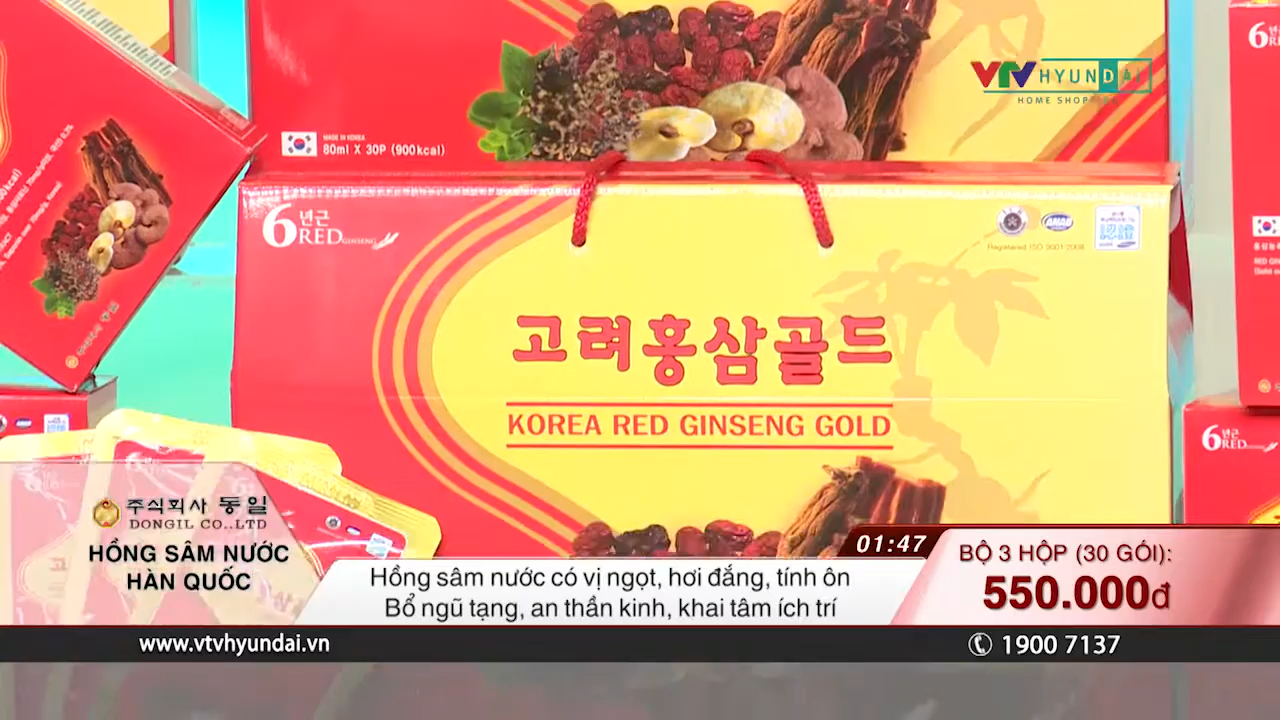 VTV HYUNDAI
HOME SHOPPING
MADE IN KOREA
80ml X 30P (900kcal)
6년근
RED GINSENG
Registered ISO 9001:2008
고려홍삼골드
KOREA RED GINSENG GOLD
6년근
RED
주식회사 동일
DONGIL CO.,LTD
HỒNG SÂM NƯỚC
HÀN QUỐC
Hồng sâm nước có vị ngọt, hơi đắng, tính ôn
Bổ ngũ tạng, an thần kinh, khai tâm ích trí
01:47
BỘ 3 HỘP (30 GÓI):
550.000đ
www.vtvhyundai.vn
1900 7137